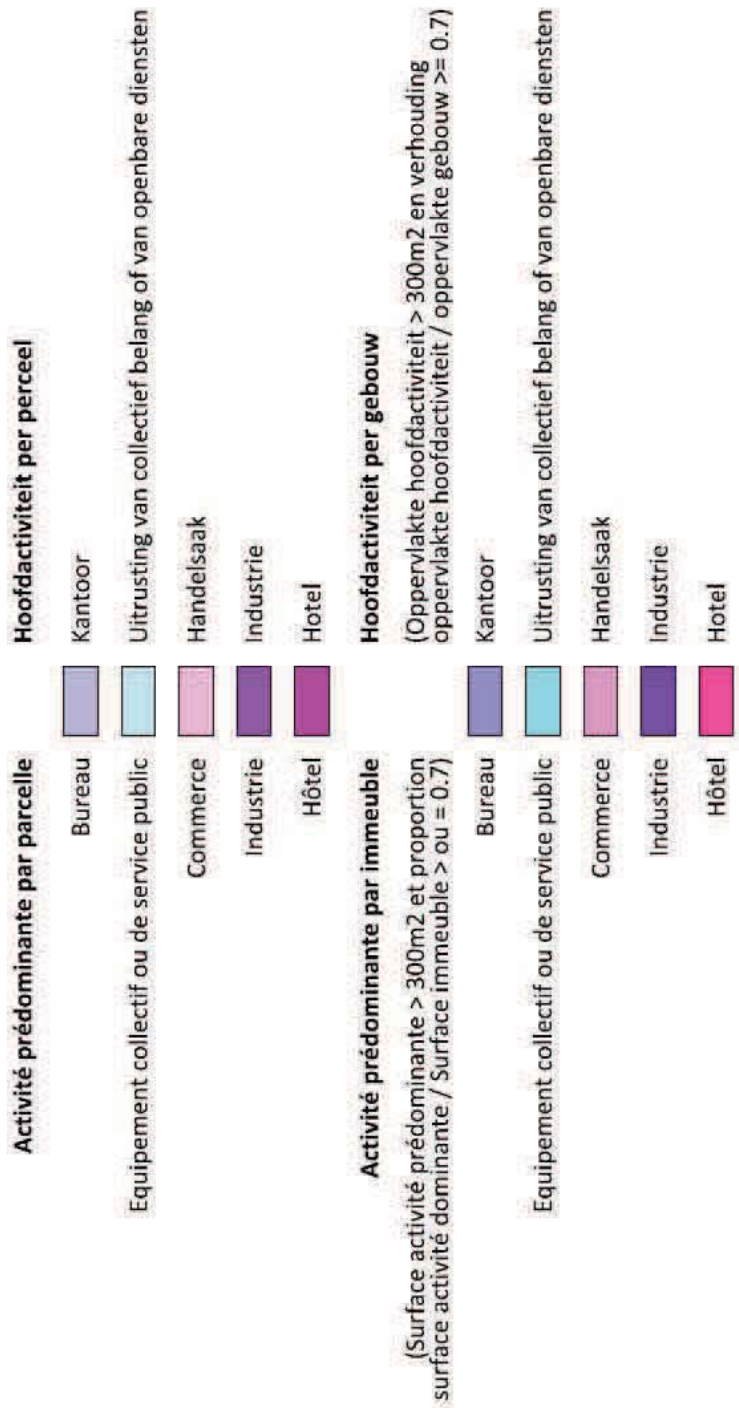 Activité prédominante par parcelle
Hoofdactiviteit per perceel
Bureau
Kantoor
Equipement collectif ou de service public
Uitrusting van collectief belang of van openbare diensten
Commerce
Handelsaak
Industrie
Industrie
Hôtel
Hotel
Activité prédominante par immeuble
Hoofdactiviteit per gebouw
(Surface activité prédominante > 300m2 et proportion
surface activité dominante / Surface immeuble > ou = 0.7)
(Oppervlakte hoofdactiviteit > 300m2 en verhouding
oppervlakte hoofdactiviteit / oppervlakte gebouw >= 0.7)
Bureau
Kantoor
Equipement collectif ou de service public
Uitrusting van collectief belang of van openbare diensten
Commerce
Handelsaak
Industrie
Industrie
Hôtel
Hotel